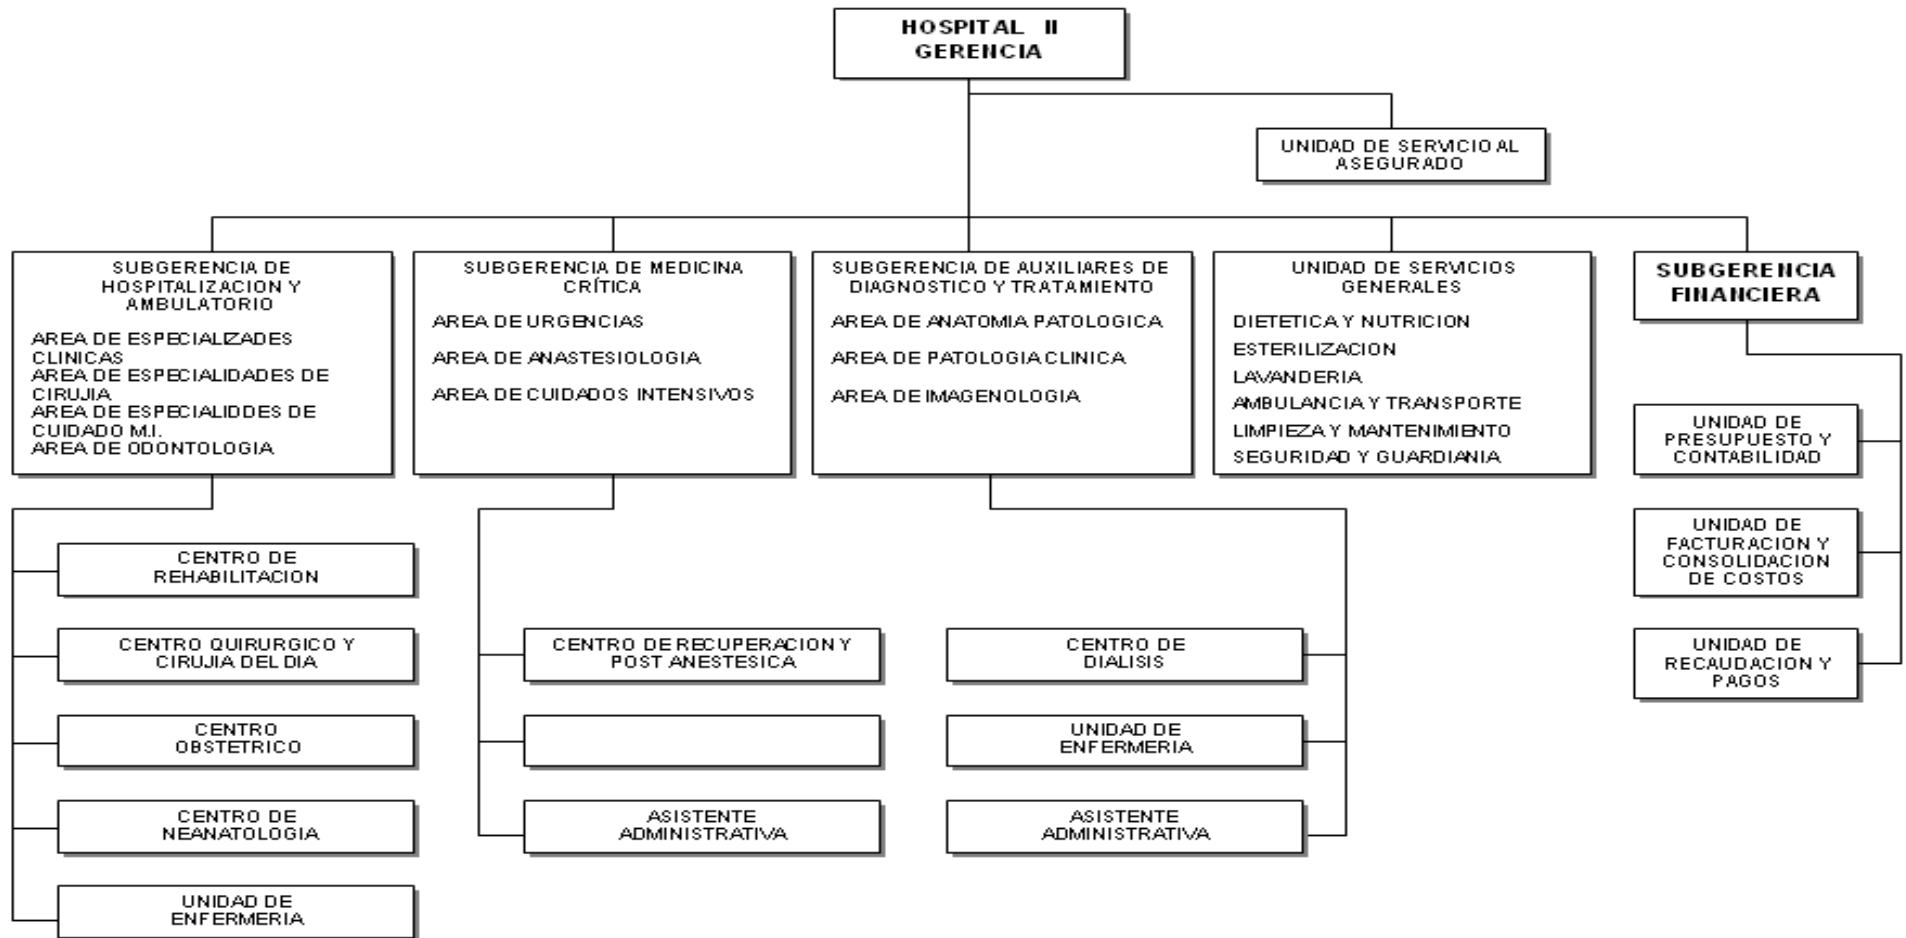 HOSPITAL II
GERENCIA
UNIDAD DE SERVICIO AL
ASEGURADO
SUBGERENCIA DE
HOSPITALIZACION Y
AMBULATORIO
AREA DE ESPECIALIZADES
CLINICAS
AREA DE ESPECIALIDADES DE
CIRUJIA
AREA DE ESPECIALIDDES DE
CUIDADO M.I.
AREA DE ODONTOLOGIA
SUBGERENCIA DE MEDICINA
CRÍTICA
AREA DE URGENCIAS
AREA DE ANASTESIOLOGIA
AREA DE CUIDADOS INTENSIVOS
SUBGERENCIA DE AUXILIARES DE
DIAGNOSTICO Y TRATAMIENTO
AREA DE ANATOMIA PATOLOGICA
AREA DE PATOLOGIA CLINICA
AREA DE IMAGENOLOGIA
UNIDAD DE SERVICIOS
GENERALES
DIETETICA Y NUTRICION
ESTERILIZACION
LAVANDERIA
AMBULANCIA Y TRANSPORTE
LIMPIEZA Y MANTENIMIENTO
SEGURIDAD Y GUARDIANIA
SUBGERENCIA
FINANCIERA
CENTRO DE
REHABILITACION
CENTRO QUIRURGICO Y
CIRUJIA DEL DIA
CENTRO
OBSTETRICO
CENTRO DE
NEANATOLOGIA
UNIDAD DE
ENFERMERIA
CENTRO DE RECUPERACION Y
POST ANESTESICA
ASISTENTE
ADMINISTRATIVA
CENTRO DE
DIALISIS
UNIDAD DE
ENFERMERIA
ASISTENTE
ADMINISTRATIVA
UNIDAD DE
PRESUPUESTO Y
CONTABILIDAD
UNIDAD DE
FACTURACION Y
CONSOLIDACION
DE COSTOS
UNIDAD DE
RECAUDACION Y
PAGOS